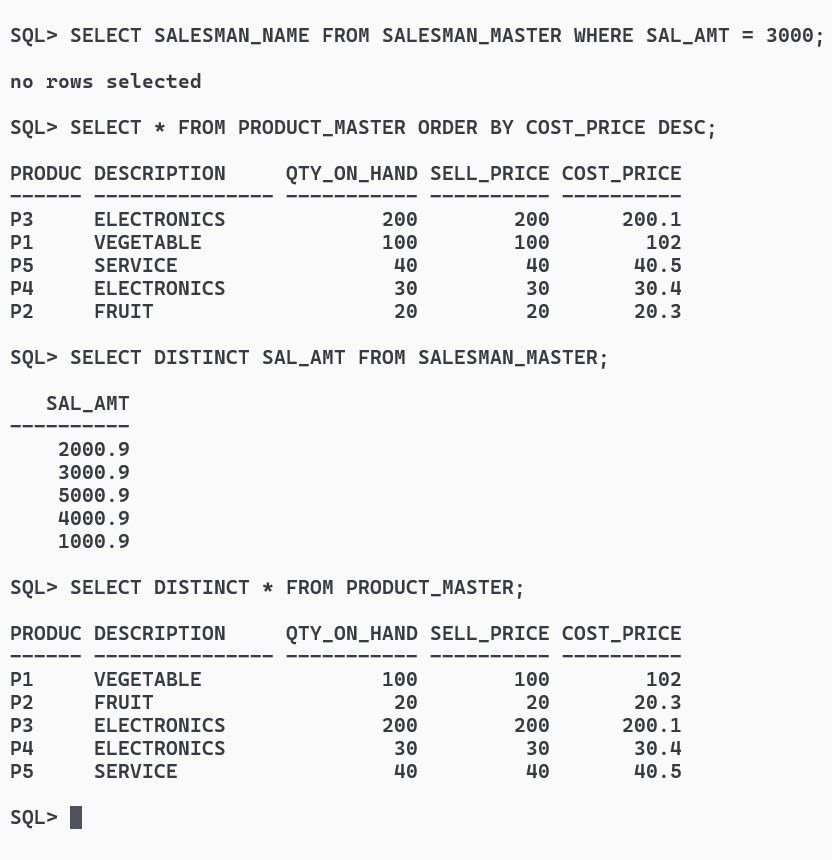 SQL> SELECT SALESMAN_NAME FROM SALESMAN_MASTER WHERE SAL_AMT = 3000;
no rows selected
SQL> SELECT * FROM PRODUCT_MASTER ORDER BY COST_PRICE DESC;
PRODUC DESCRIPTION     QTY_ON_HAND SELL_PRICE COST_PRICE
------ --------------- ----------- ---------- ----------
P3     ELECTRONICS             200        200      200.1
P1     VEGETABLE               100        100        102
P5     SERVICE                  40         40       40.5
P4     ELECTRONICS              30         30       30.4
P2     FRUIT                    20         20       20.3
SQL> SELECT DISTINCT SAL_AMT FROM SALESMAN_MASTER;
   SAL_AMT
----------
    2000.9
    3000.9
    5000.9
    4000.9
    1000.9
SQL> SELECT DISTINCT * FROM PRODUCT_MASTER;
PRODUC DESCRIPTION     QTY_ON_HAND SELL_PRICE COST_PRICE
------ --------------- ----------- ---------- ----------
P1     VEGETABLE               100        100        102
P2     FRUIT                    20         20       20.3
P3     ELECTRONICS             200        200      200.1
P4     ELECTRONICS              30         30       30.4
P5     SERVICE                  40         40       40.5
SQL>